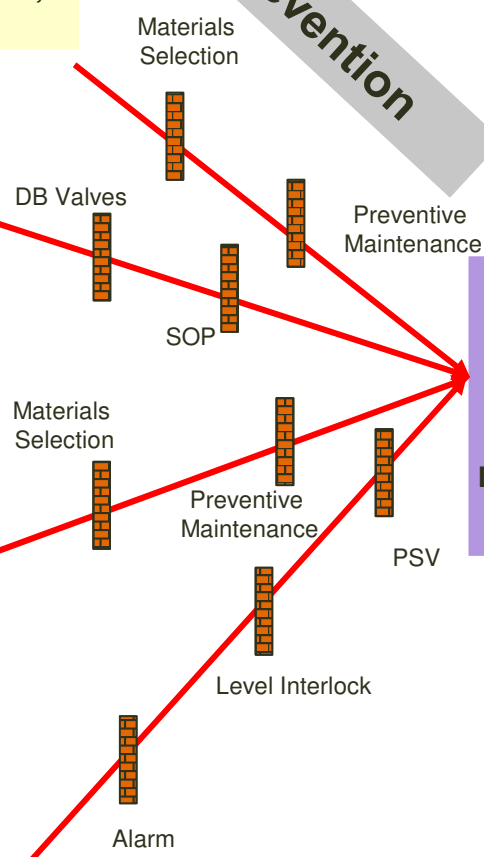 Materials
Selection
vention
DB Valves
Preventive
Maintenance
SOP
Materials
Selection
Preventive
Maintenance
PSV
Level Interlock
Alarm